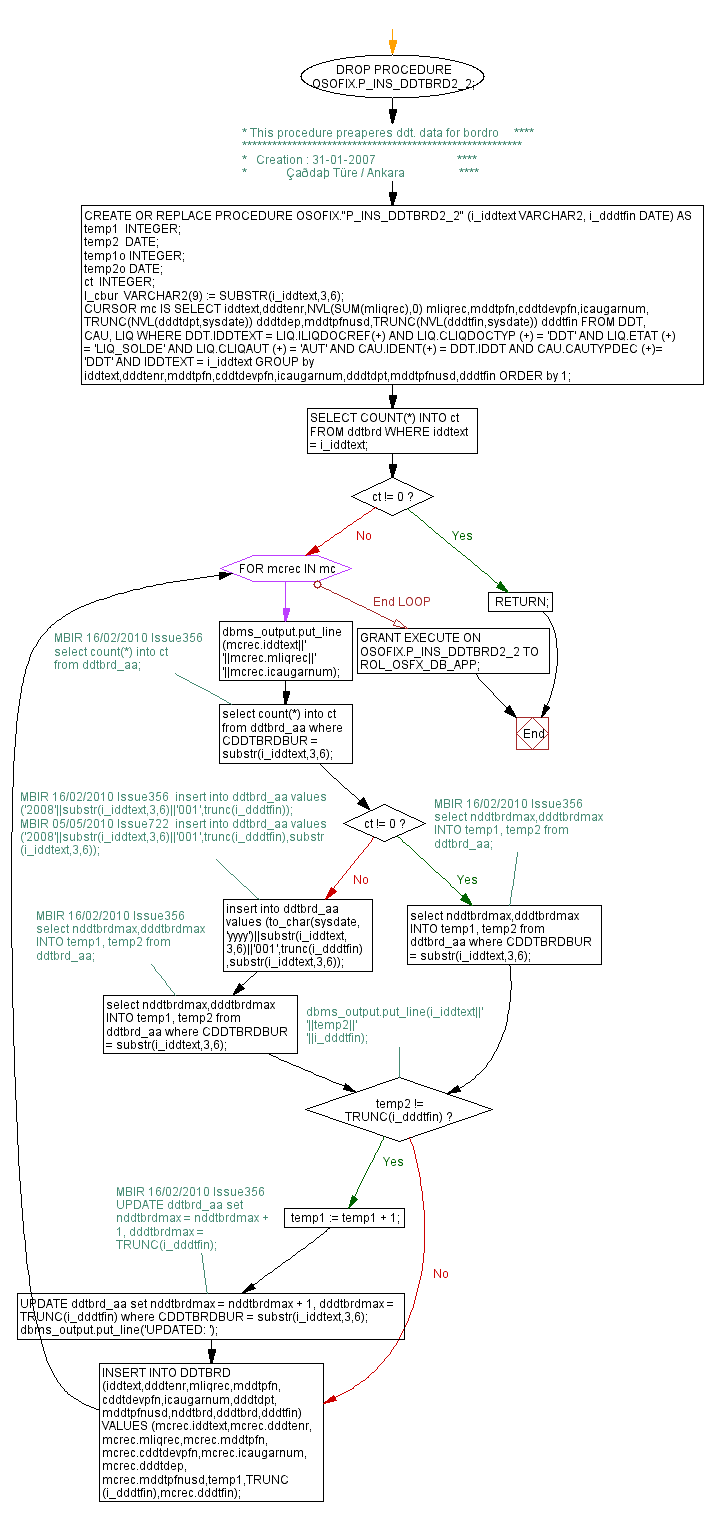 DROP PROCEDURE
OSOFIX.P_INS_DDTBRD2_2;
* This procedure preaperes ddt. data for bordro ****
********************************************************
* Creation : 31-01-2007 ****
* Çaðdaþ Türe / Ankara ****
CREATE OR REPLACE PROCEDURE OSOFIX."P_INS_DDTBRD2_2" (i_iddtext VARCHAR2, i_dddtfin DATE) AS
temp1 INTEGER;
temp2 DATE;
temp1o INTEGER;
temp2o DATE;
ct INTEGER;
l_cbur VARCHAR2(9) := SUBSTR(i_iddtext,3,6);
CURSOR mc IS SELECT iddtext,dddtenr,NVL(SUM(mliqrec),0) mliqrec,mddtpfn,cddtdevpfn,icaugarnum,
TRUNC(NVL(dddtdpt,sysdate)) dddtdep,mddtpfnusd,TRUNC(NVL(dddtfin,sysdate)) dddtfin FROM DDT,
CAU, LIQ WHERE DDT.IDDTEXT = LIQ.ILIQDOCREF(+) AND LIQ.CLIQDOCTYP (+) = 'DDT' AND LIQ.ETAT (+)
= 'LIQ_SOLDE' AND LIQ.CLIQAUT (+) = 'AUT' AND CAU.IDENT(+) = DDT.IDDT AND CAU.CAUTYPDEC (+)=
'DDT' AND IDDTEXT = i_iddtext GROUP by
iddtext,dddtenr,mddtpfn,cddtdevpfn,icaugarnum,dddtdpt,mddtpfnusd,dddtfin ORDER by 1;
SELECT COUNT(*) INTO ct
FROM ddtbrd WHERE iddtext
= i_iddtext;
ct != 0 ?
No
Yes
FOR mcrec IN mc
RETURN;
End LOOP
dbms_output.put_line
(mcrec.iddtext||'
'||mcrec.mliqrec||'
'||mcrec.icaugarnum);
GRANT EXECUTE ON
OSOFIX.P_INS_DDTBRD2_2 TO
ROL_OSFX_DB_APP;
MBIR 16/02/2010 Issue356
select count(*) into ct
from ddtbrd_aa;
select count(*) into ct
from ddtbrd_aa where
CDDTBRDBUR =
substr(i_iddtext,3,6);
End
MBIR 16/02/2010 Issue356 insert into ddtbrd_aa values
('2008'||substr(i_iddtext,3,6)||'001',trunc(i_dddtfin));
MBIR 05/05/2010 Issue722 insert into ddtbrd_aa values
('2008'||substr(i_iddtext,3,6)||'001',trunc(i_dddtfin),substr
(i_iddtext,3,6));
ct != 0 ?
MBIR 16/02/2010 Issue356
select nddtbrdmax,dddtbrdmax
INTO temp1, temp2 from
ddtbrd_aa;
No
Yes
insert into ddtbrd_aa
values (to_char(sysdate,
'yyyy')||substr(i_iddtext,
3,6)||'001',trunc(i_dddtfin)
,substr(i_iddtext,3,6));
select nddtbrdmax,dddtbrdmax
INTO temp1, temp2 from
ddtbrd_aa where CDDTBRDBUR
= substr(i_iddtext,3,6);
MBIR 16/02/2010 Issue356
select nddtbrdmax,dddtbrdmax
INTO temp1, temp2 from
ddtbrd_aa;
select nddtbrdmax,dddtbrdmax
INTO temp1, temp2 from
ddtbrd_aa where CDDTBRDBUR
= substr(i_iddtext,3,6);
dbms_output.put_line(i_iddtext||'
'||temp2||'
'||i_dddtfin);
temp2 !=
TRUNC(i_dddtfin) ?
Yes
No
MBIR 16/02/2010 Issue356
UPDATE ddtbrd_aa set
nddtbrdmax = nddtbrdmax +
1, dddtbrdmax =
TRUNC(i_dddtfin);
temp1 := temp1 + 1;
UPDATE ddtbrd_aa set nddtbrdmax = nddtbrdmax + 1, dddtbrdmax =
TRUNC(i_dddtfin) where CDDTBRDBUR = substr(i_iddtext,3,6);
dbms_output.put_line('UPDATED: ');
INSERT INTO DDTBRD
(iddtext,dddtenr,mliqrec,mddtpfn,
cddtdevpfn,icaugarnum,dddtdpt,
mddtpfnusd,nddtbrd,dddtbrd,dddtfin)
VALUES (mcrec.iddtext,mcrec.dddtenr,
mcrec.mliqrec,mcrec.mddtpfn,
mcrec.cddtdevpfn,mcrec.icaugarnum,
mcrec.dddtdep,
mcrec.mddtpfnusd,temp1,TRUNC
(i_dddtfin),mcrec.dddtfin);